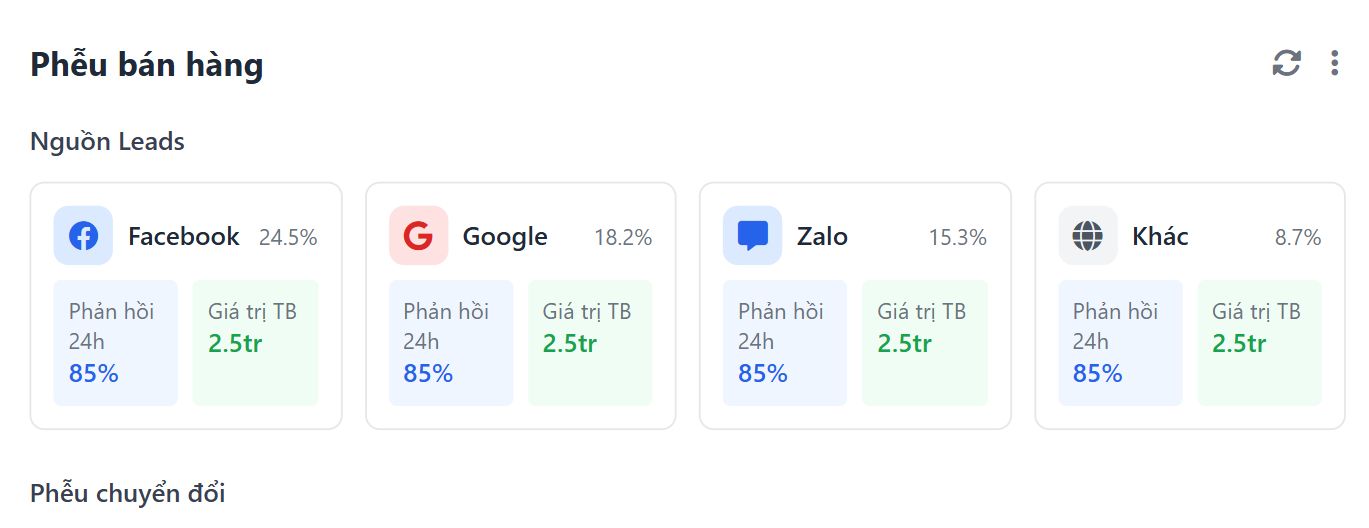 Phễu bán hàng
Nguồn Leads
Facebook 24.5%
Phản hồi 24h
85%
Giá trị TB
2.5tr
Google 18.2%
Phản hồi 24h
85%
Giá trị TB
2.5tr
Zalo 15.3%
Phản hồi 24h
85%
Giá trị TB
2.5tr
Khác 8.7%
Phản hồi 24h
85%
Giá trị TB
2.5tr
Phễu chuyển đổi